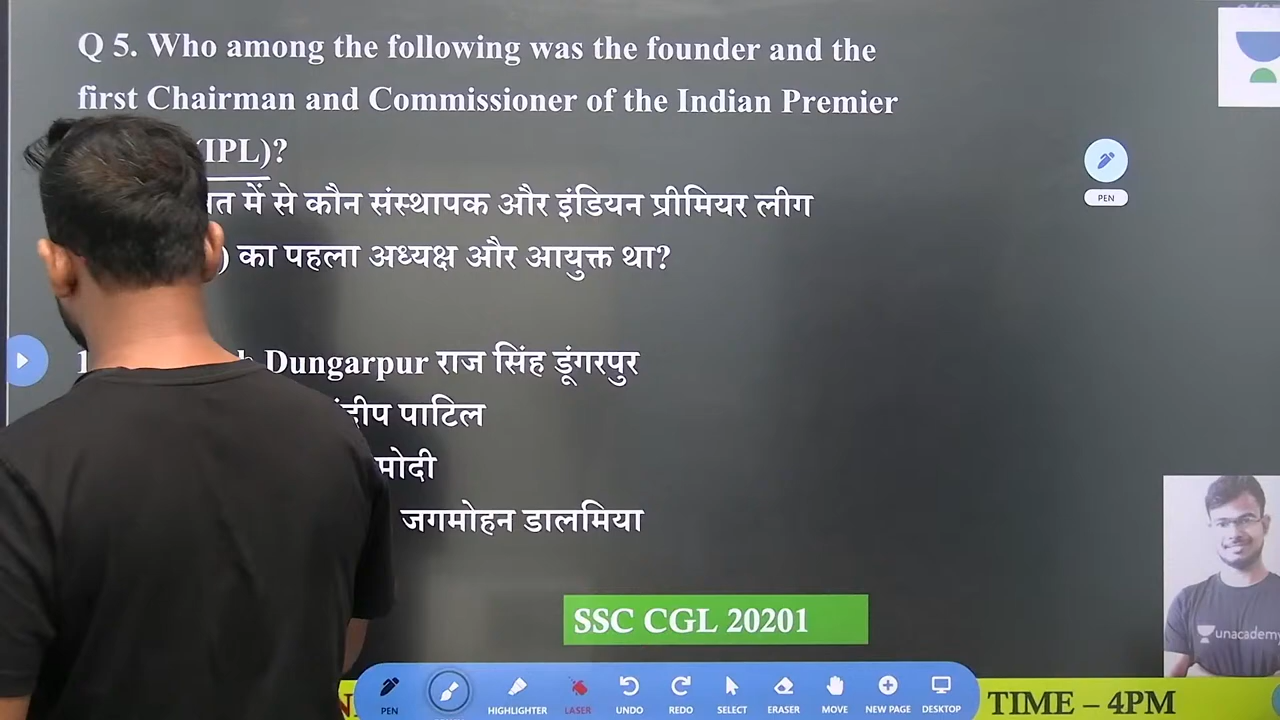 Q 5. Who among the following was the founder and the
first Chairman and Commissioner of the Indian Premier
(IPL)?
में से कौन संस्थापक और इंडियन प्रीमियर लीग
) का पहला अध्यक्ष और आयुक्त था?
1
Dungarpur राज सिंह डूंगरपुर
पाटिल
मोदी
जगमोहन डालमिया
SSC CGL 20201
PEN
PEN
HIGHLIGHTER
LASER
UNDO
REDO
SELECT
ERASER
MOVE
NEW PAGE
DESKTOP
TIME – 4PM
unacademy